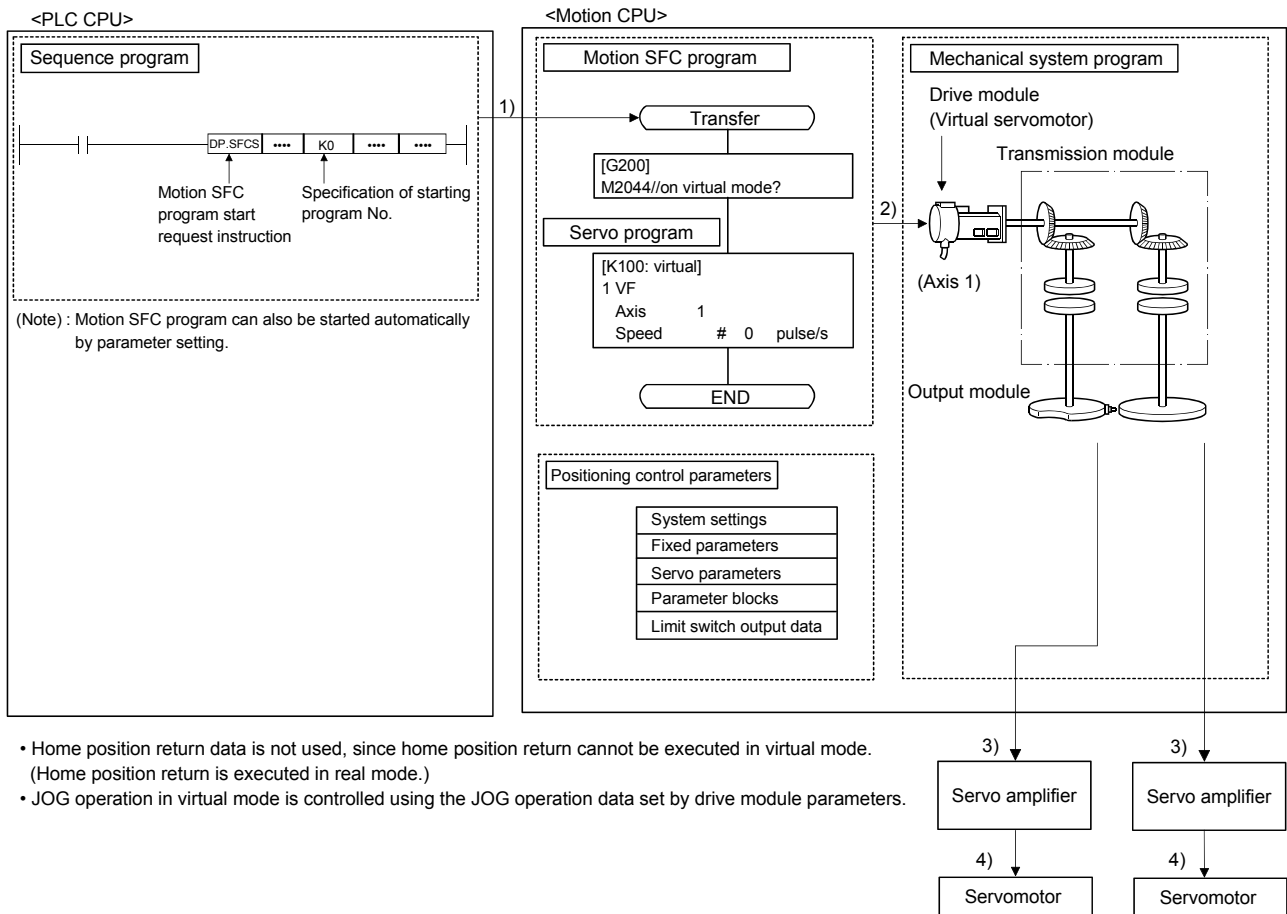 <PLC CPU>
Sequence program
DP.SFCS •••• K0 •••• ••••
Motion SFC
program start
request instruction
Specification of starting
program No.
(Note) : Motion SFC program can also be started automatically
by parameter setting.
1)
<Motion CPU>
Motion SFC program
Transfer
[G200]
M2044//on virtual mode?
Servo program
[K100: virtual]
1 VF
Axis 1
Speed # 0 pulse/s
END
2)
Positioning control parameters
System settings
Fixed parameters
Servo parameters
Parameter blocks
Limit switch output data
Mechanical system program
Drive module
(Virtual servomotor)
Transmission module
(Axis 1)
Output module
• Home position return data is not used, since home position return cannot be executed in virtual mode.
(Home position return is executed in real mode.)
• JOG operation in virtual mode is controlled using the JOG operation data set by drive module parameters.
3) 3)
Servo amplifier Servo amplifier
4) 4)
Servomotor Servomotor